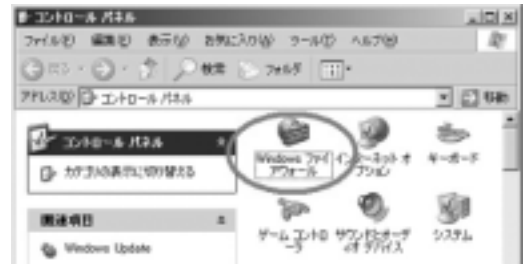 コントロール パネル
ファイル(F) 編集(E) 表示(V) お気に入り(A) ツール(T) ヘルプ(H)
戻る 検索 フォルダ
アドレス(D) コントロール パネル 移動
コントロール パネル
カテゴリの表示に切り替える
関連項目
Windows Update
Windows ファイ
アウォール
インターネット オ
プション
キーボード
ゲーム コントロ
ーラ
サウンドとオーデ
ィオ デバイス
システム